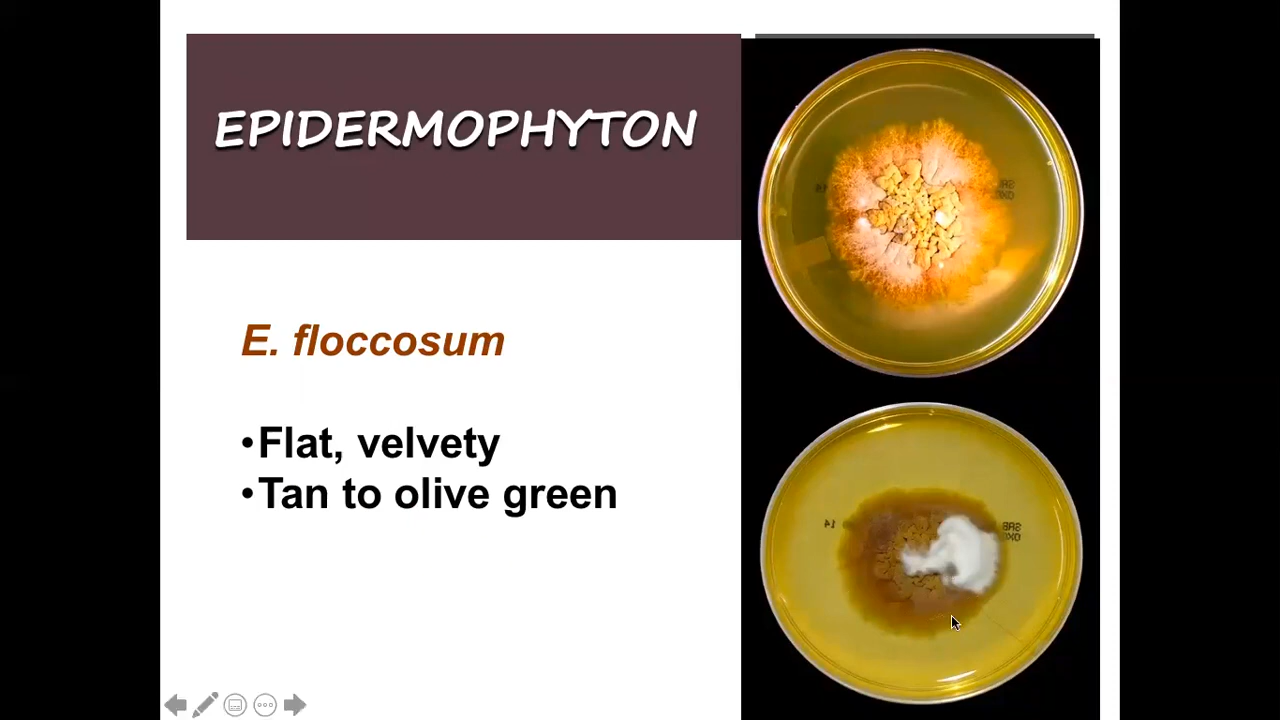 EPIDERMOPHYTON
E. floccosum
•Flat, velvety
•Tan to olive green